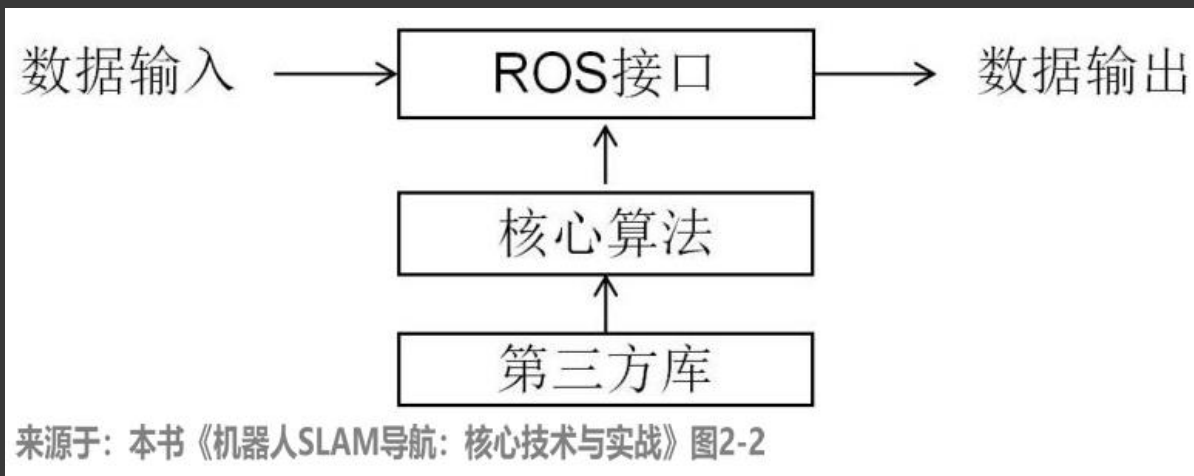 数据输入
ROS接口
数据输出
核心算法
第三方库
来源于：本书《机器人SLAM导航：核心技术与实战》图2-2